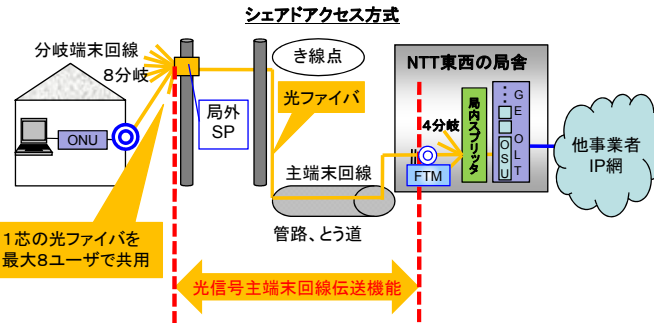 シェアドアクセス方式
分岐端末回線
8分岐
ONU
局外
SP
き線点
光ファイバ
主端末回線
管路、とう道
NTT東西の局舎
4分岐
FTM
局内スプリッタ
・・・
OSU
GE
OLT
他事業者
IP網
1芯の光ファイバを
最大8ユーザで共用
光信号主端末回線伝送機能